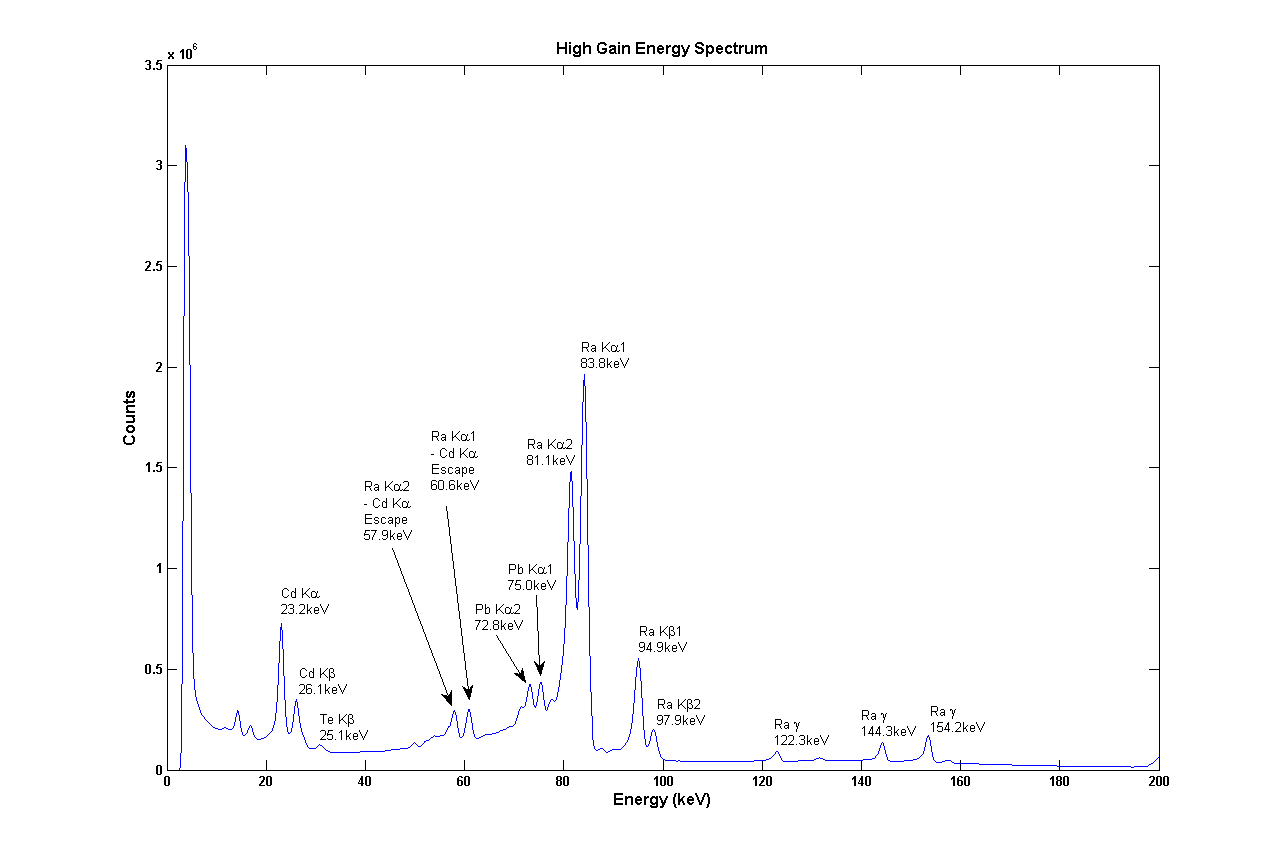 High Gain Energy Spectrum
x 10⁶
3.5
3
2.5
2
1.5
1
0.5
0
Counts
Ra Kα1
83.8keV
Ra Kα1
- Cd Kα
Escape
60.6keV
Ra Kα2
81.1keV
Ra Kα2
- Cd Kα
Escape
57.9keV
Pb Kα1
75.0keV
Cd Kα
23.2keV
Pb Kα2
72.8keV
Ra Kβ1
94.9keV
Cd Kβ
26.1keV
Ra Kβ2
97.9keV
Te Kβ
25.1keV
Ra γ
122.3keV
Ra γ
144.3keV
Ra γ
154.2keV
0 20 40 60 80 100 120 140 160 180 200
Energy (keV)